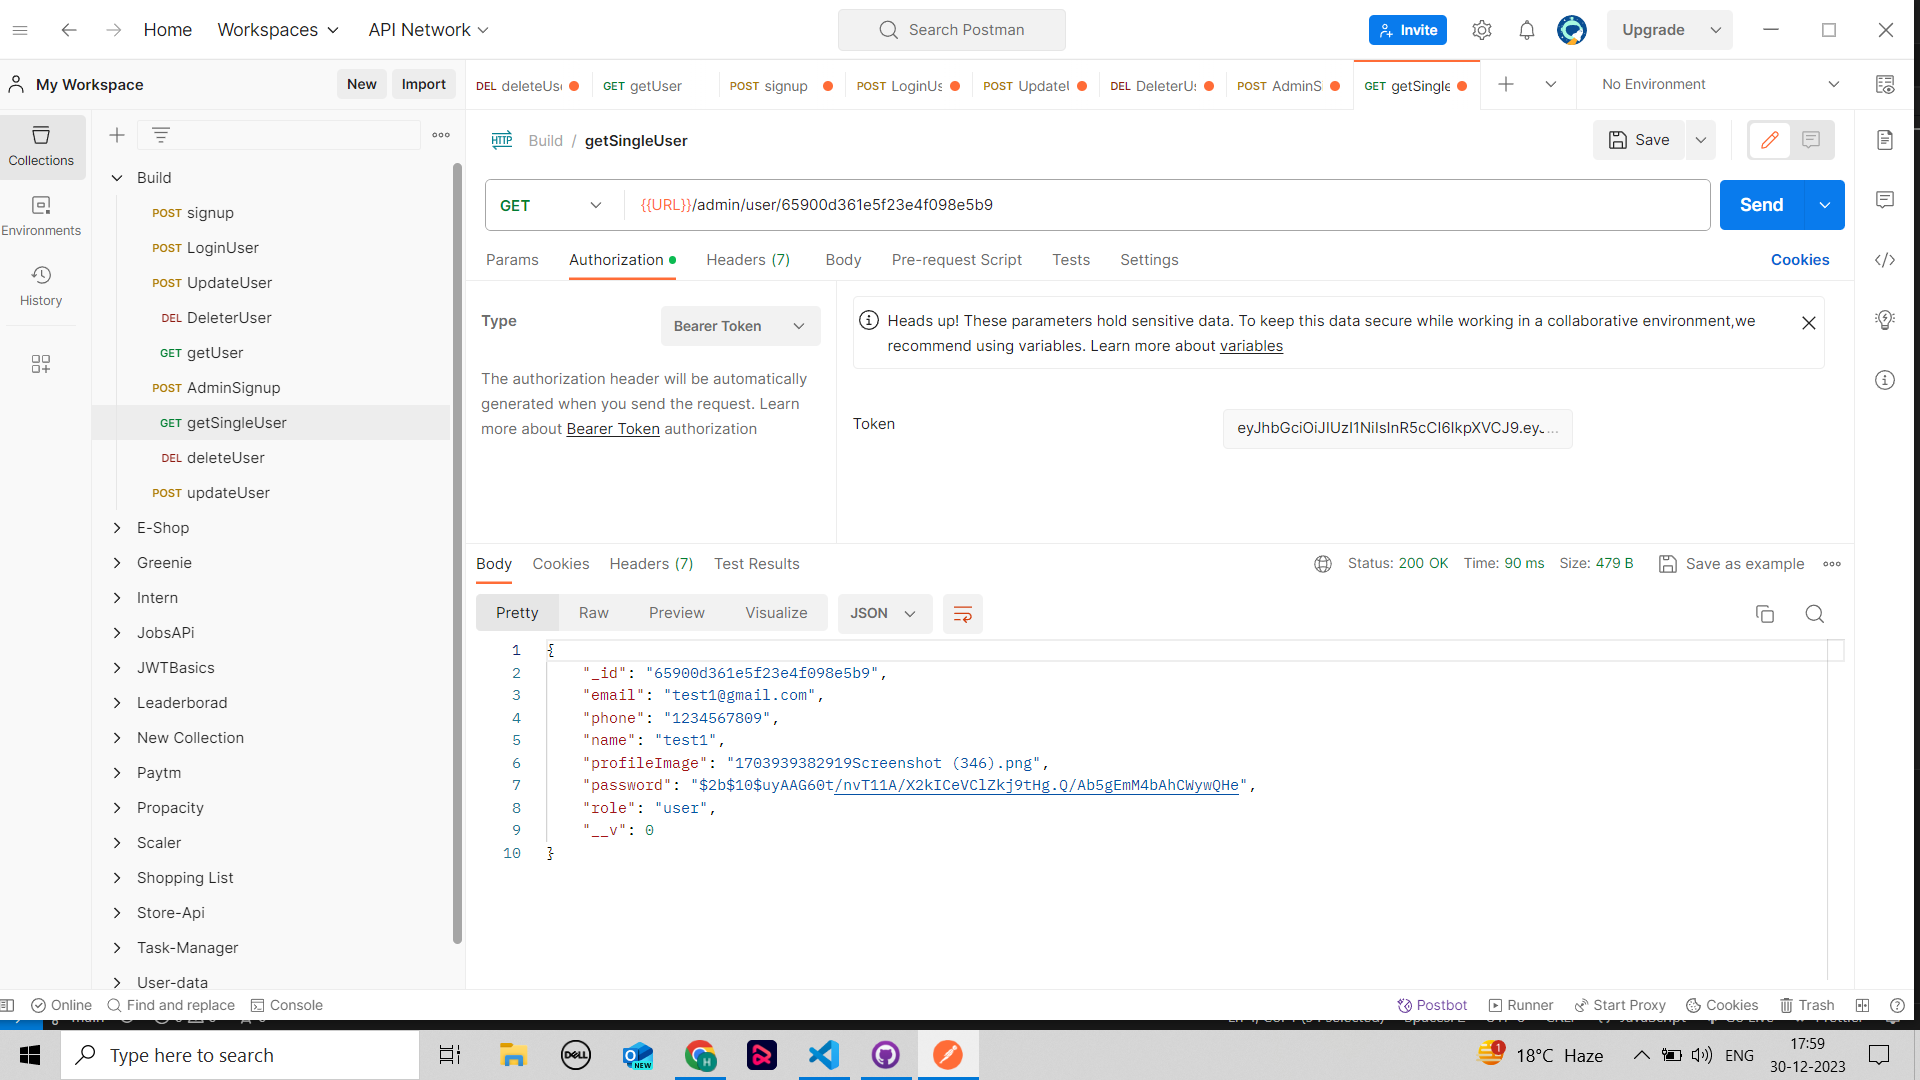 Home Workspaces API Network Search Postman Invite Upgrade
My Workspace New Import DEL deleteUse GET getUser POST signup POST LoginUs POST UpdateU DEL DeleterUs POST AdminSi GET getSingle No Environment
Collections
Environments
History
Build
POST signup
POST LoginUser
POST UpdateUser
DEL DeleterUser
GET getUser
POST AdminSignup
GET getSingleUser
DEL deleteUser
POST updateUser
E-Shop
Greenie
Intern
JobsAPi
JWTBasics
Leaderborad
New Collection
Paytm
Propacity
Scaler
Shopping List
Store-Api
Task-Manager
User-data
HTTP Build / getSingleUser Save
GET {{URL}}/admin/user/65900d361e5f23e4f098e5b9 Send
Params Authorization Headers (7) Body Pre-request Script Tests Settings Cookies
Type Bearer Token
The authorization header will be automatically
generated when you send the request. Learn
more about Bearer Token authorization
Heads up! These parameters hold sensitive data. To keep this data secure while working in a collaborative environment,we
recommend using variables. Learn more about variables
Token eyJhbGciOiJIUzI1NiIsInR5cCI6IkpXVCJ9.eyJ...
Body Cookies Headers (7) Test Results Status: 200 OK Time: 90 ms Size: 479 B Save as example
Pretty Raw Preview Visualize JSON
1 {
2 "_id": "65900d361e5f23e4f098e5b9",
3 "email": "test1@gmail.com",
4 "phone": "1234567809",
5 "name": "test1",
6 "profileImage": "1703939382919Screenshot (346).png",
7 "password": "$2b$10$uyAAG60t/nvT11A/X2kICeVClZkj9tHg.Q/Ab5gEmM4bAhCWywQHe",
8 "role": "user",
9 "__v": 0
10 }
Online Find and replace Console Postbot Runner Start Proxy Cookies Trash
Type here to search DELL NEW H 1 18°C Haze ENG 17:59
30-12-2023